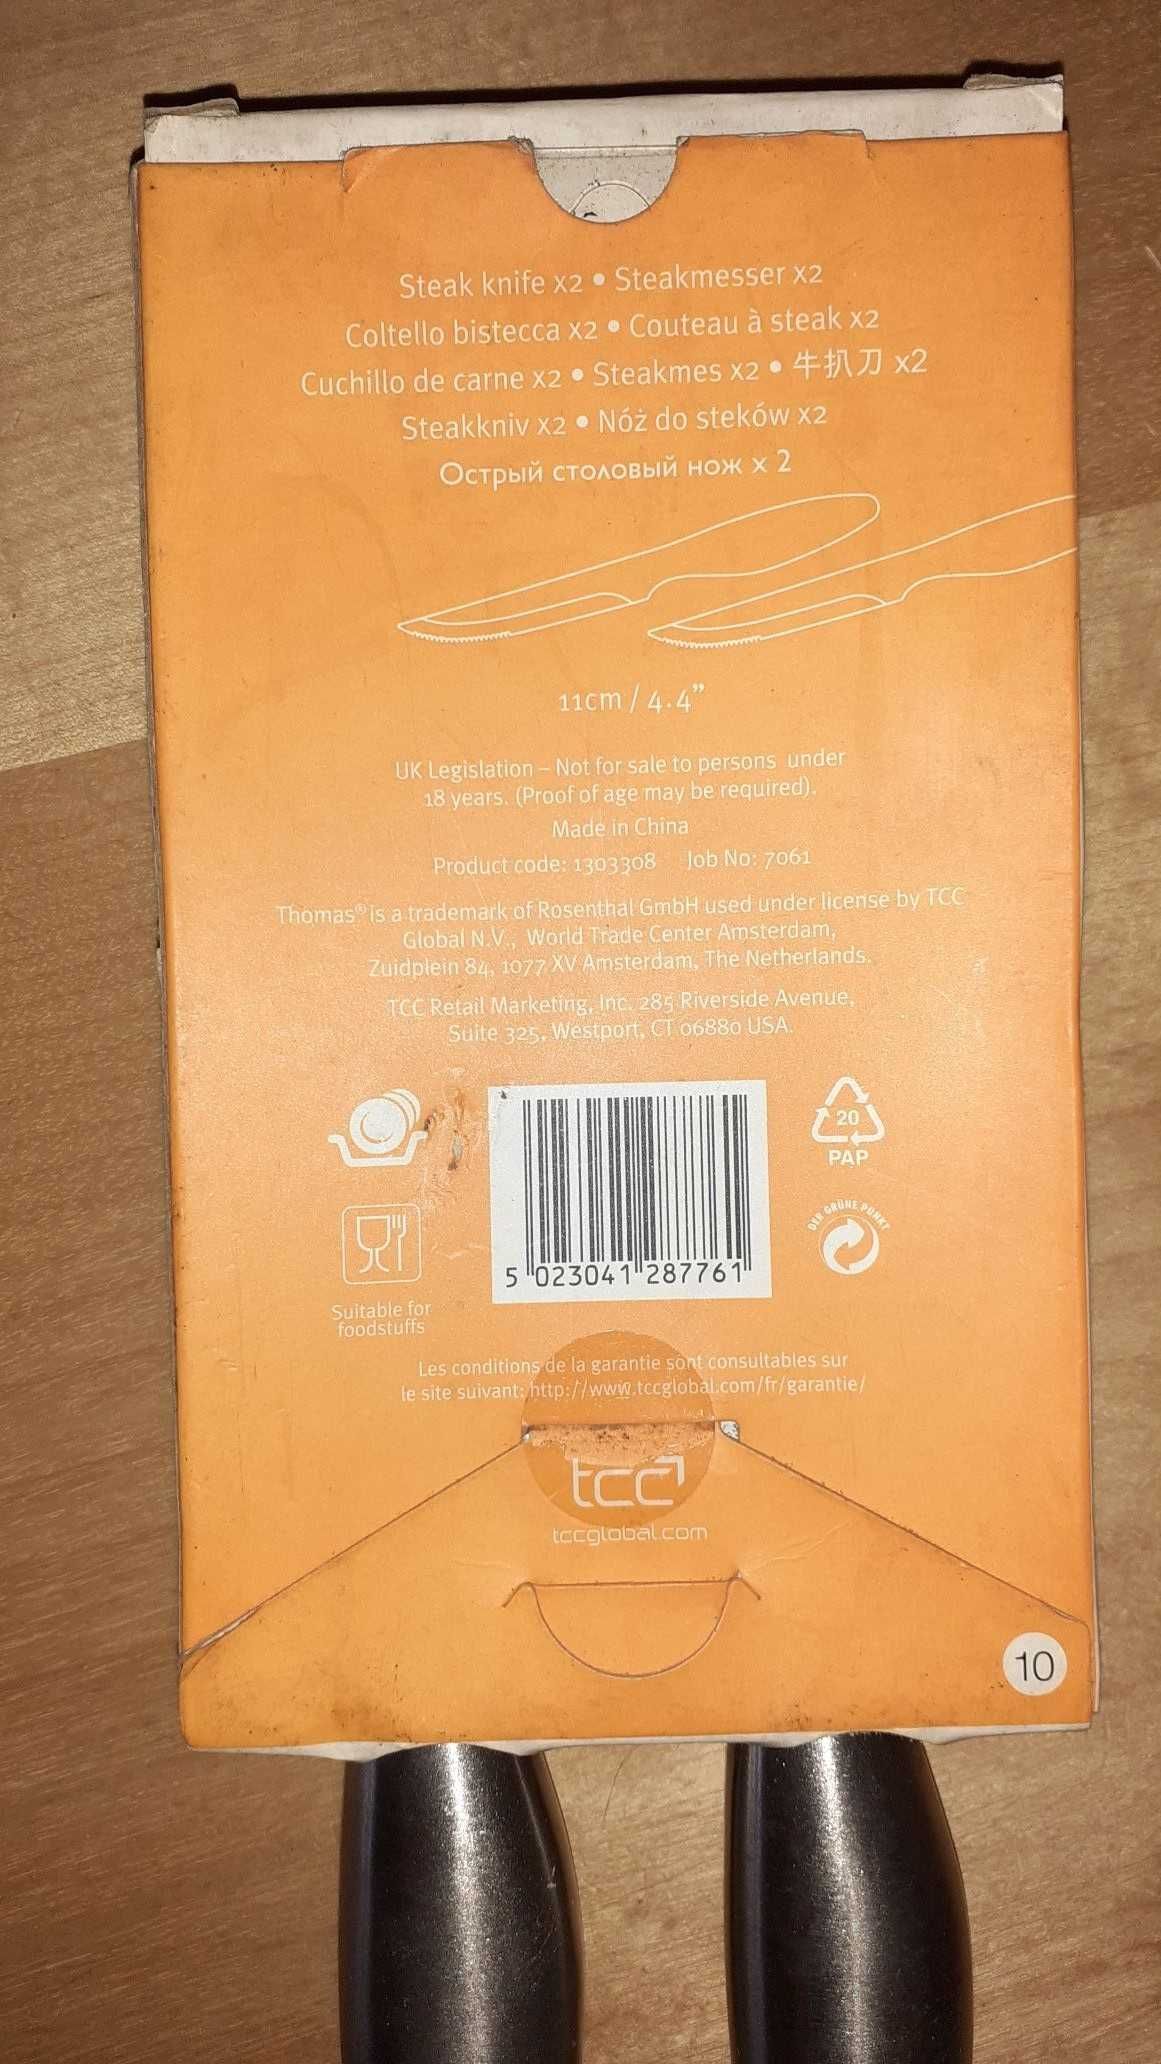 Steak knife x2 • Steakmesser x2
Coltello bistecca x2 • Couteau à steak x2
Cuchillo de carne x2 • Steakmes x2 • 牛扒刀 x2
Steakkniv x2 • Nóż do steków x2
Острый столовый нож x 2
11cm / 4.4”
UK Legislation – Not for sale to persons under
18 years. (Proof of age may be required).
Made in China
Product code: 1303308 Job No: 7061
Thomas® is a trademark of Rosenthal GmbH used under license by TCC
Global N.V., World Trade Center Amsterdam,
Zuidplein 84, 1077 XV Amsterdam, The Netherlands.
TCC Retail Marketing, Inc. 285 Riverside Avenue,
Suite 325, Westport, CT 06880 USA.
20
PAP
DER GRÜNE PUNKT
5 023041 287761
Suitable for
foodstuffs
Les conditions de la garantie sont consultables sur
le site suivant: http://www.tccglobal.com/fr/garantie/
tcc
tccglobal.com
10